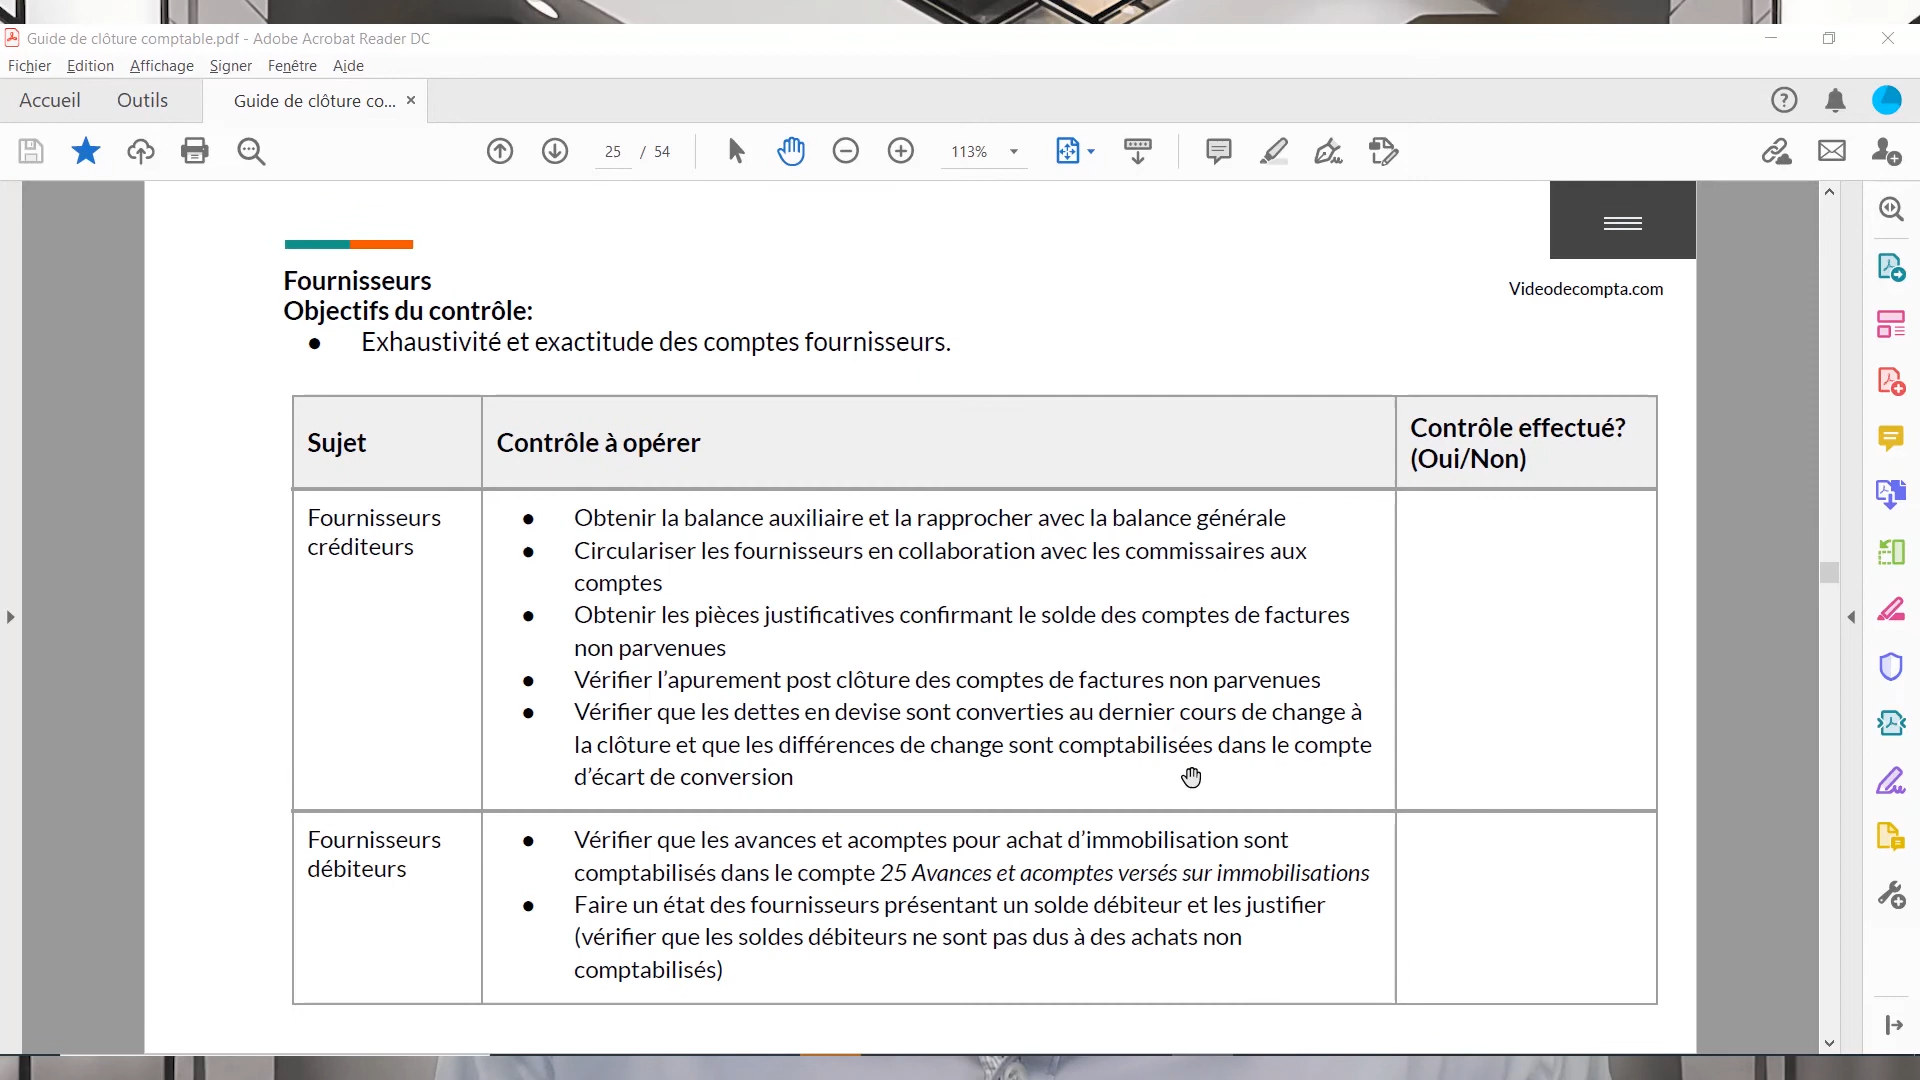 Guide de clôture comptable.pdf - Adobe Acrobat Reader DC
Fichier Edition Affichage Signer Fenêtre Aide
Accueil Outils Guide de clôture co... ×
25 / 54 113%
Fournisseurs
Objectifs du contrôle:
Videodecompta.com
● Exhaustivité et exactitude des comptes fournisseurs.
Sujet
Contrôle à opérer
Contrôle effectué?
(Oui/Non)
Fournisseurs
créditeurs
● Obtenir la balance auxiliaire et la rapprocher avec la balance générale
● Circulariser les fournisseurs en collaboration avec les commissaires aux
comptes
● Obtenir les pièces justificatives confirmant le solde des comptes de factures
non parvenues
● Vérifier l’apurement post clôture des comptes de factures non parvenues
● Vérifier que les dettes en devise sont converties au dernier cours de change à
la clôture et que les différences de change sont comptabilisées dans le compte
d’écart de conversion
Fournisseurs
débiteurs
● Vérifier que les avances et acomptes pour achat d’immobilisation sont
comptabilisés dans le compte 25 Avances et acomptes versés sur immobilisations
● Faire un état des fournisseurs présentant un solde débiteur et les justifier
(vérifier que les soldes débiteurs ne sont pas dus à des achats non
comptabilisés)